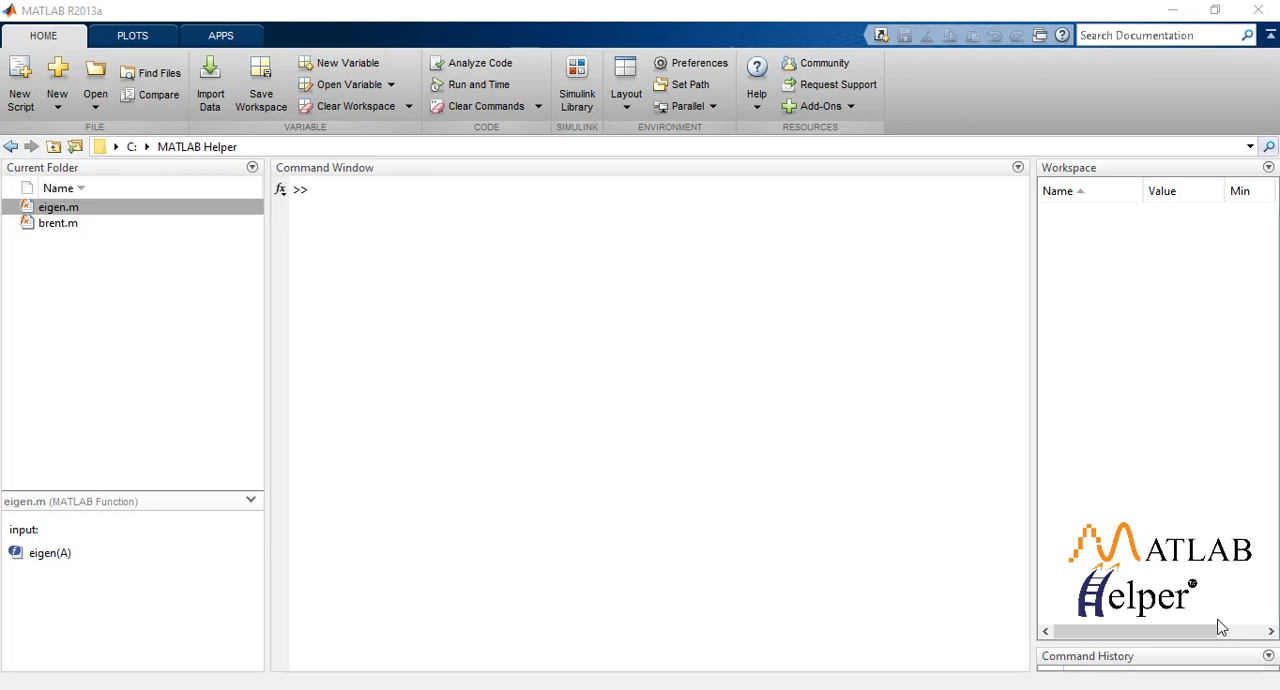 MATLAB R2013a
HOME PLOTS APPS
Search Documentation
New Script
New
Open
Find Files
Compare
Import Data
Save Workspace
New Variable
Open Variable
Clear Workspace
Analyze Code
Run and Time
Clear Commands
Simulink Library
Layout
Preferences
Set Path
Parallel
Help
Community
Request Support
Add-Ons
FILE VARIABLE CODE SIMULINK ENVIRONMENT RESOURCES
C: MATLAB Helper
Current Folder
Name
eigen.m
brent.m
eigen.m (MATLAB Function)
input:
eigen(A)
Command Window
fx >>
Workspace
Name Value Min
MATLAB
Helper
Command History